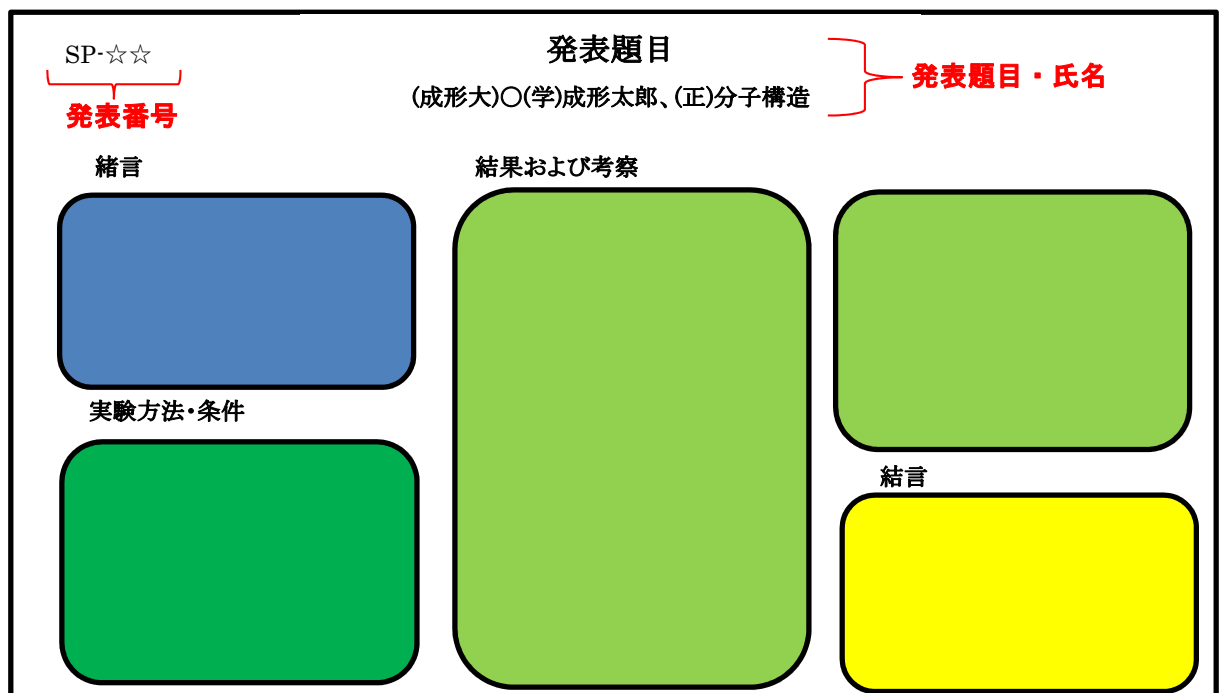 SP-☆☆
発表番号
発表題目
(成形大)○(学)成形太郎、(正)分子構造
発表題目・氏名
緒言
実験方法・条件
結果および考察
結言